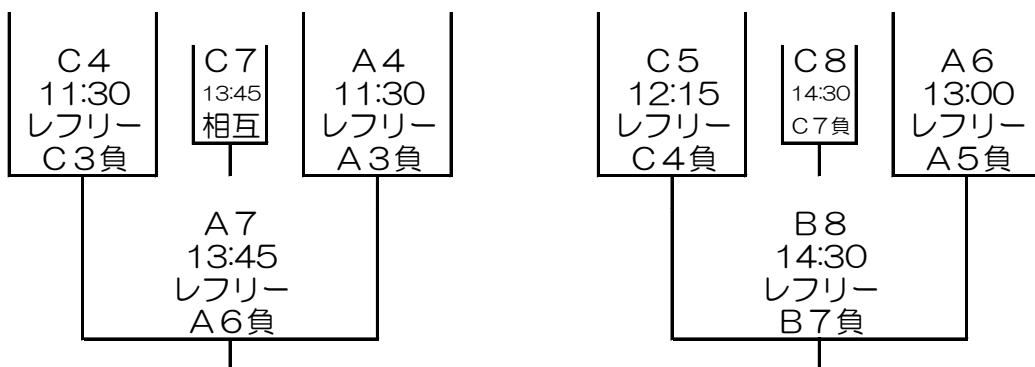 C4
11:30
レフリー
C3負
C7
13:45
相互
A4
11:30
レフリー
A3負
A7
13:45
レフリー
A6負
C5
12:15
レフリー
C4負
C8
14:30
C7負
A6
13:00
レフリー
A5負
B8
14:30
レフリー
B7負